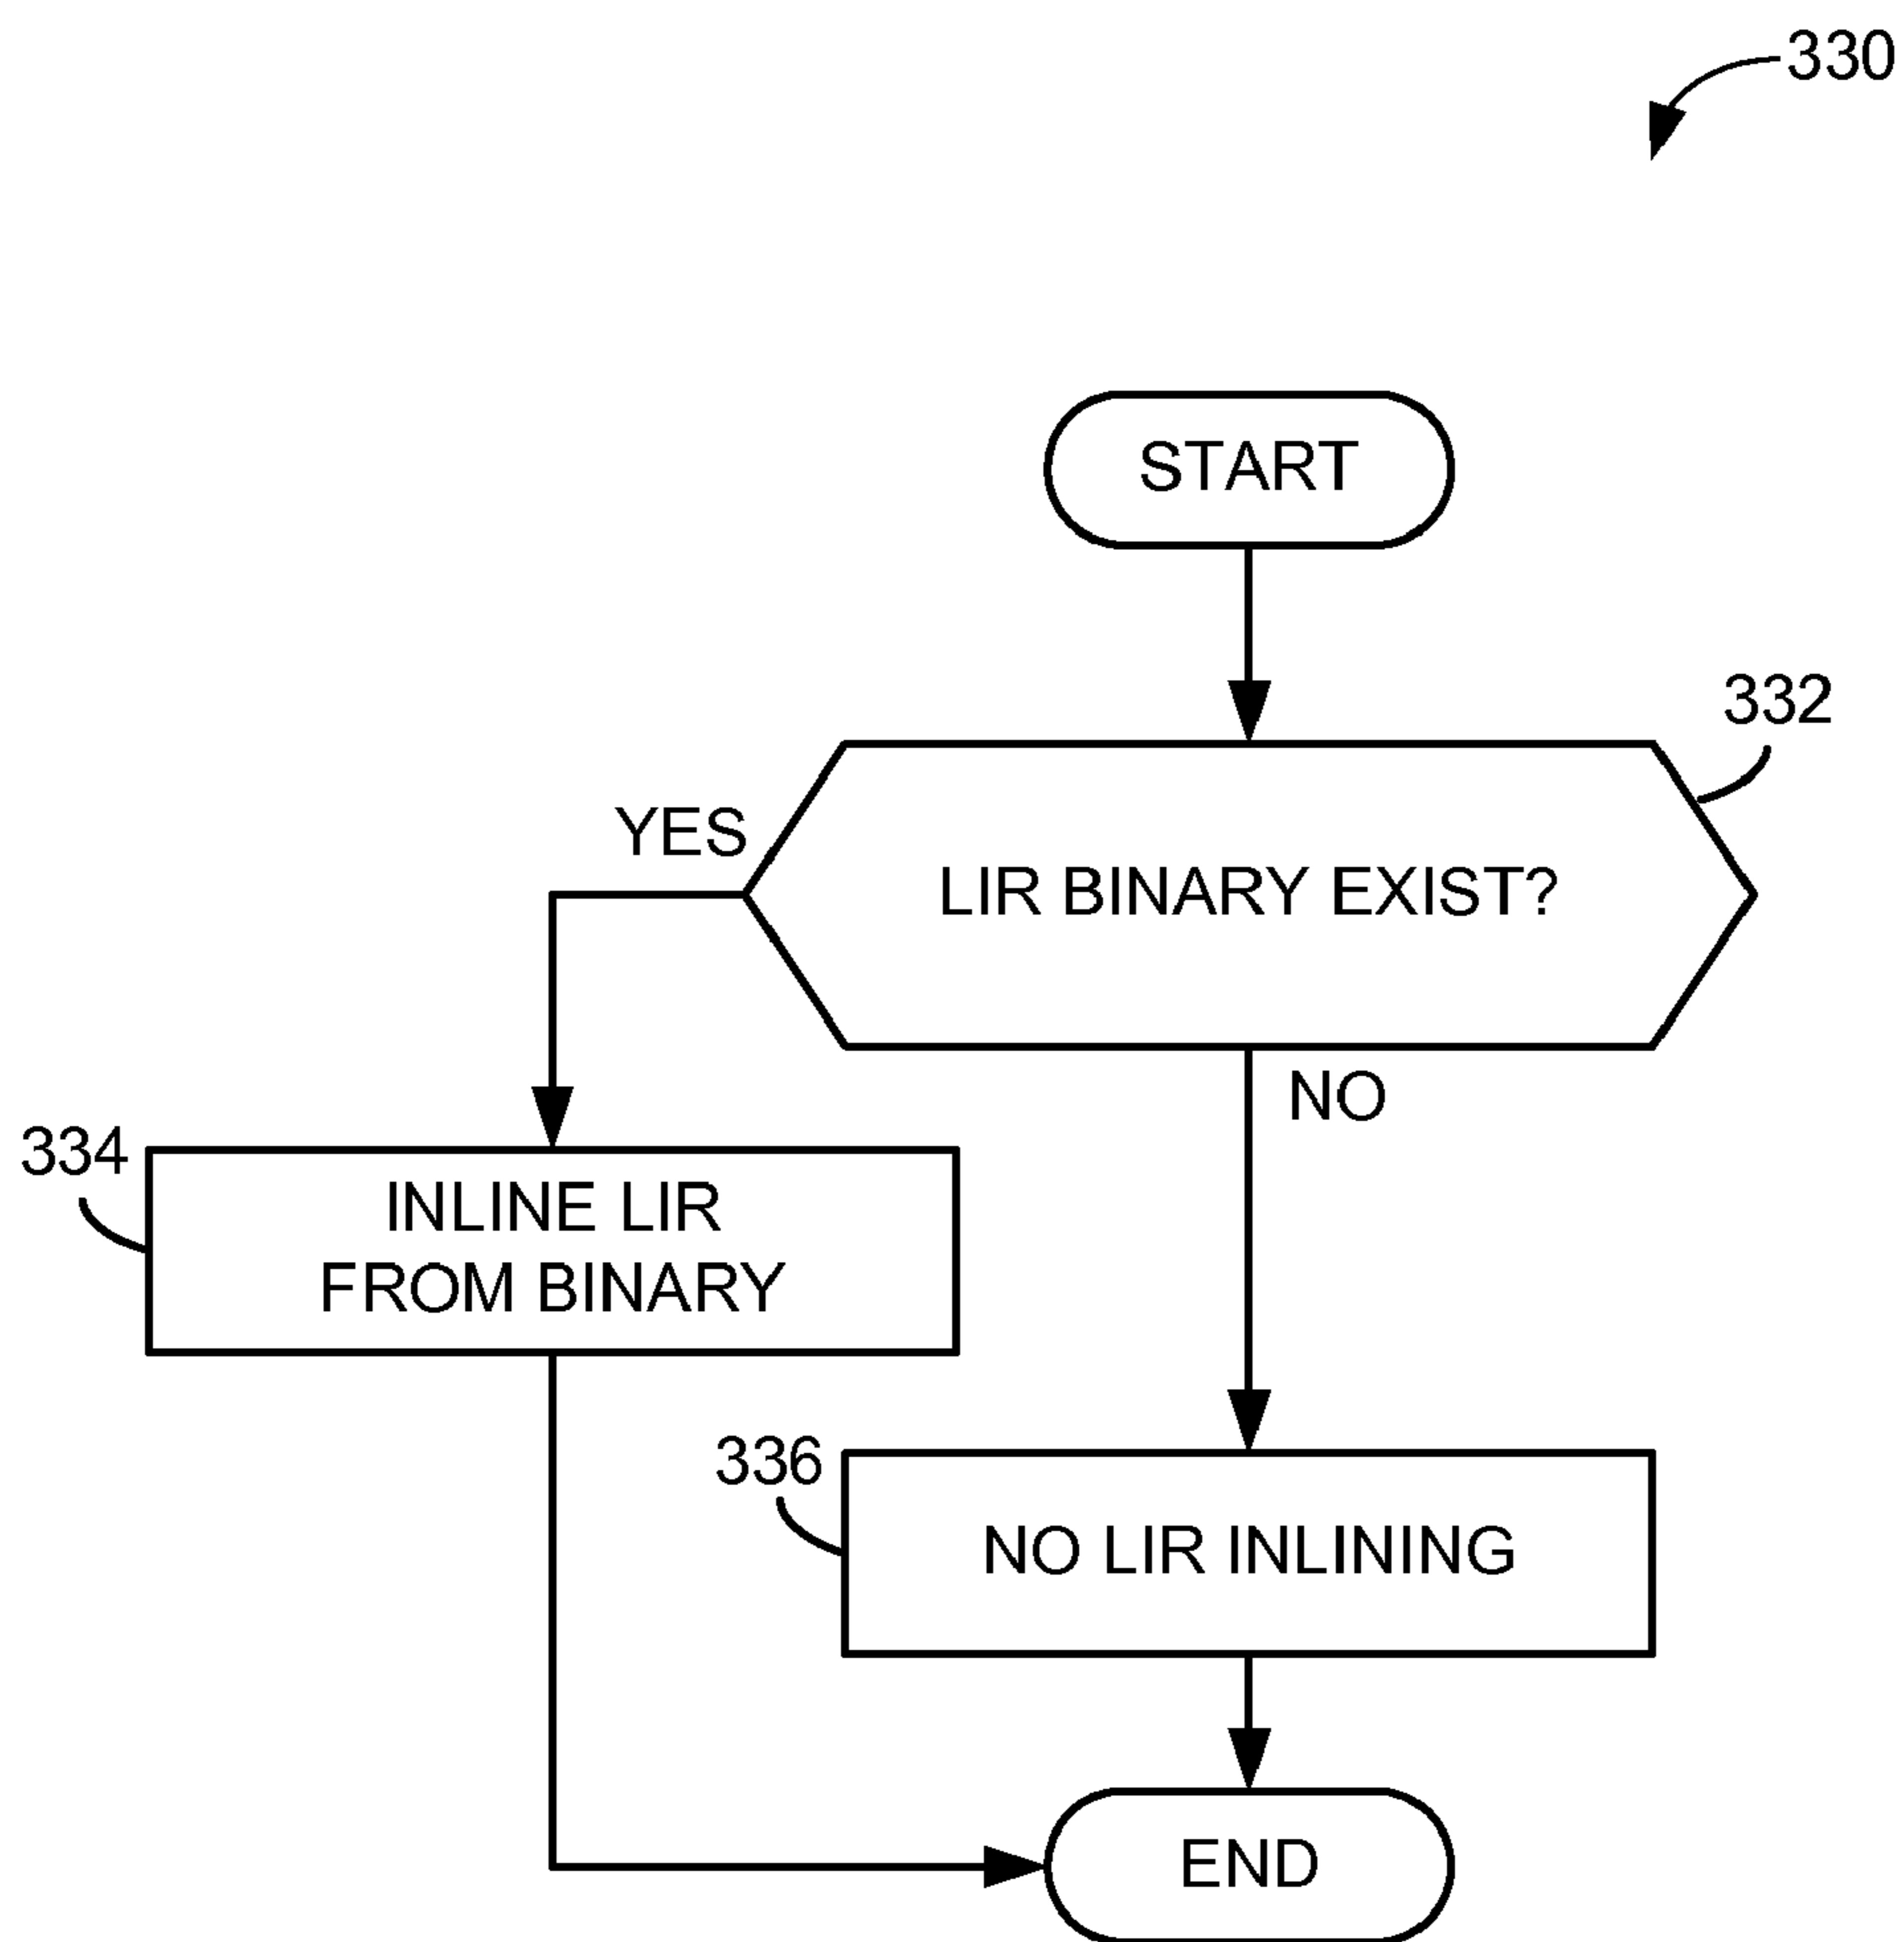 330
START
332
YES
LIR BINARY EXIST?
NO
334
INLINE LIR
FROM BINARY
336
NO LIR INLINING
END